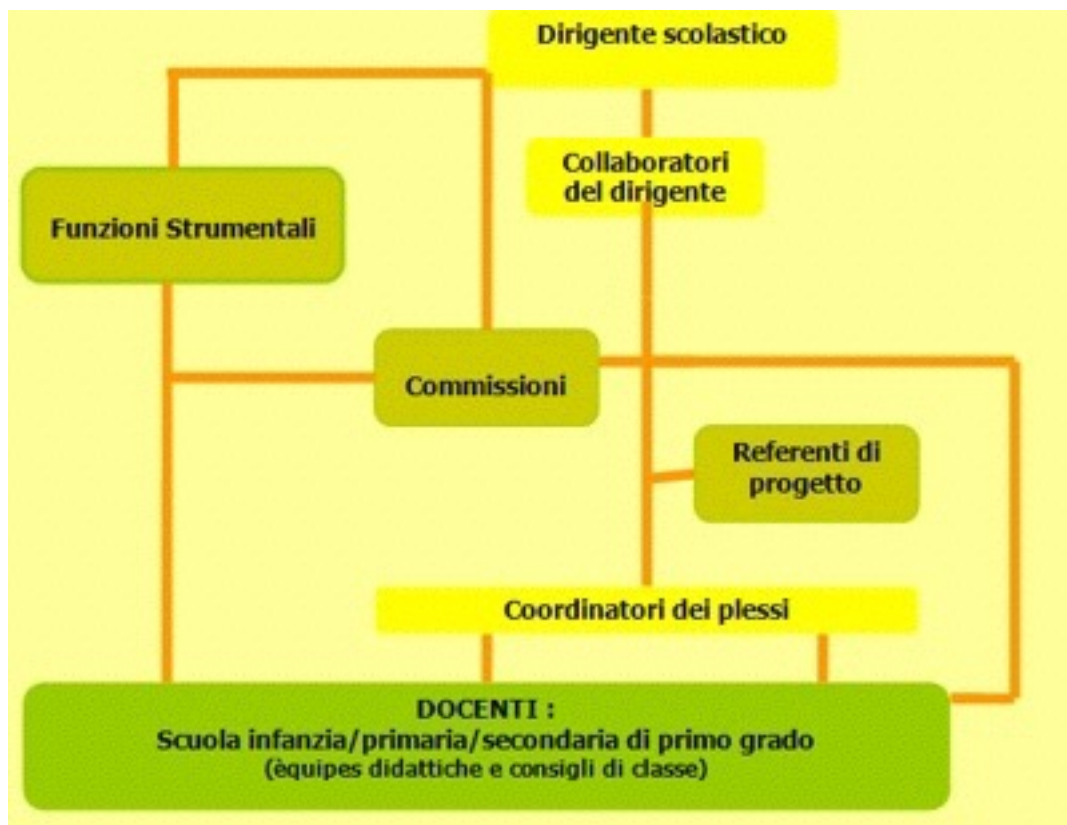 Dirigente scolastico
Collaboratori
del dirigente
Funzioni Strumentali
Commissioni
Referenti di
progetto
Coordinatori dei plessi
DOCENTI :
Scuola infanzia/primaria/secondaria di primo grado
(èquipes didattiche e consigli di classe)